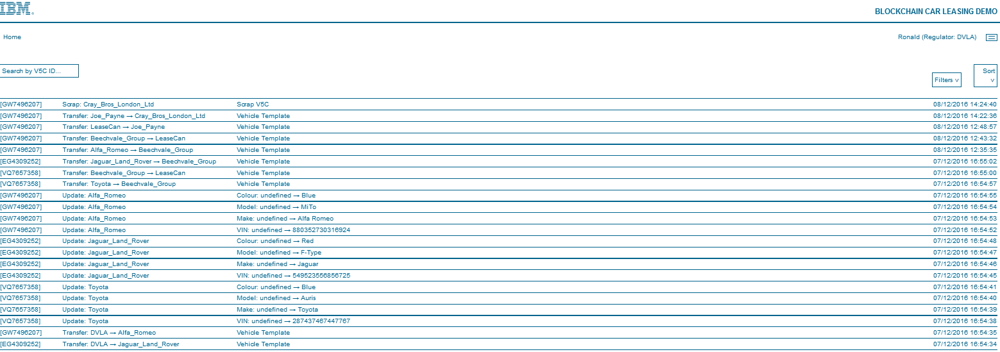 IBM.
BLOCKCHAIN CAR LEASING DEMO
Home
Ronald (Regulator: DVLA)
Search by V5C ID...
Filters v
Sort
v
[GW7496207] Scrap: Cray_Bros_London_Ltd Scrap V5C 08/12/2016 14:24:40
[GW7496207] Transfer: Joe_Payne → Cray_Bros_London_Ltd Vehicle Template 08/12/2016 14:22:36
[GW7496207] Transfer: LeaseCan → Joe_Payne Vehicle Template 08/12/2016 12:48:57
[GW7496207] Transfer: Beechvale_Group → LeaseCan Vehicle Template 08/12/2016 12:43:32
[GW7496207] Transfer: Alfa_Romeo → Beechvale_Group Vehicle Template 08/12/2016 12:35:35
[EG4309252] Transfer: Jaguar_Land_Rover → Beechvale_Group Vehicle Template 07/12/2016 16:55:02
[VQ7657358] Transfer: Beechvale_Group → LeaseCan Vehicle Template 07/12/2016 16:55:00
[VQ7657358] Transfer: Toyota → Beechvale_Group Vehicle Template 07/12/2016 16:54:57
[GW7496207] Update: Alfa_Romeo Colour: undefined → Blue 07/12/2016 16:54:55
[GW7496207] Update: Alfa_Romeo Model: undefined → MiTo 07/12/2016 16:54:54
[GW7496207] Update: Alfa_Romeo Make: undefined → Alfa Romeo 07/12/2016 16:54:53
[GW7496207] Update: Alfa_Romeo VIN: undefined → 880352730316924 07/12/2016 16:54:52
[EG4309252] Update: Jaguar_Land_Rover Colour: undefined → Red 07/12/2016 16:54:48
[EG4309252] Update: Jaguar_Land_Rover Model: undefined → F-Type 07/12/2016 16:54:47
[EG4309252] Update: Jaguar_Land_Rover Make: undefined → Jaguar 07/12/2016 16:54:46
[EG4309252] Update: Jaguar_Land_Rover VIN: undefined → 549523556856725 07/12/2016 16:54:45
[VQ7657358] Update: Toyota Colour: undefined → Blue 07/12/2016 16:54:41
[VQ7657358] Update: Toyota Model: undefined → Auris 07/12/2016 16:54:40
[VQ7657358] Update: Toyota Make: undefined → Toyota 07/12/2016 16:54:39
[VQ7657358] Update: Toyota VIN: undefined → 287437467447767 07/12/2016 16:54:38
[GW7496207] Transfer: DVLA → Alfa_Romeo Vehicle Template 07/12/2016 16:54:35
[EG4309252] Transfer: DVLA → Jaguar_Land_Rover Vehicle Template 07/12/2016 16:54:34